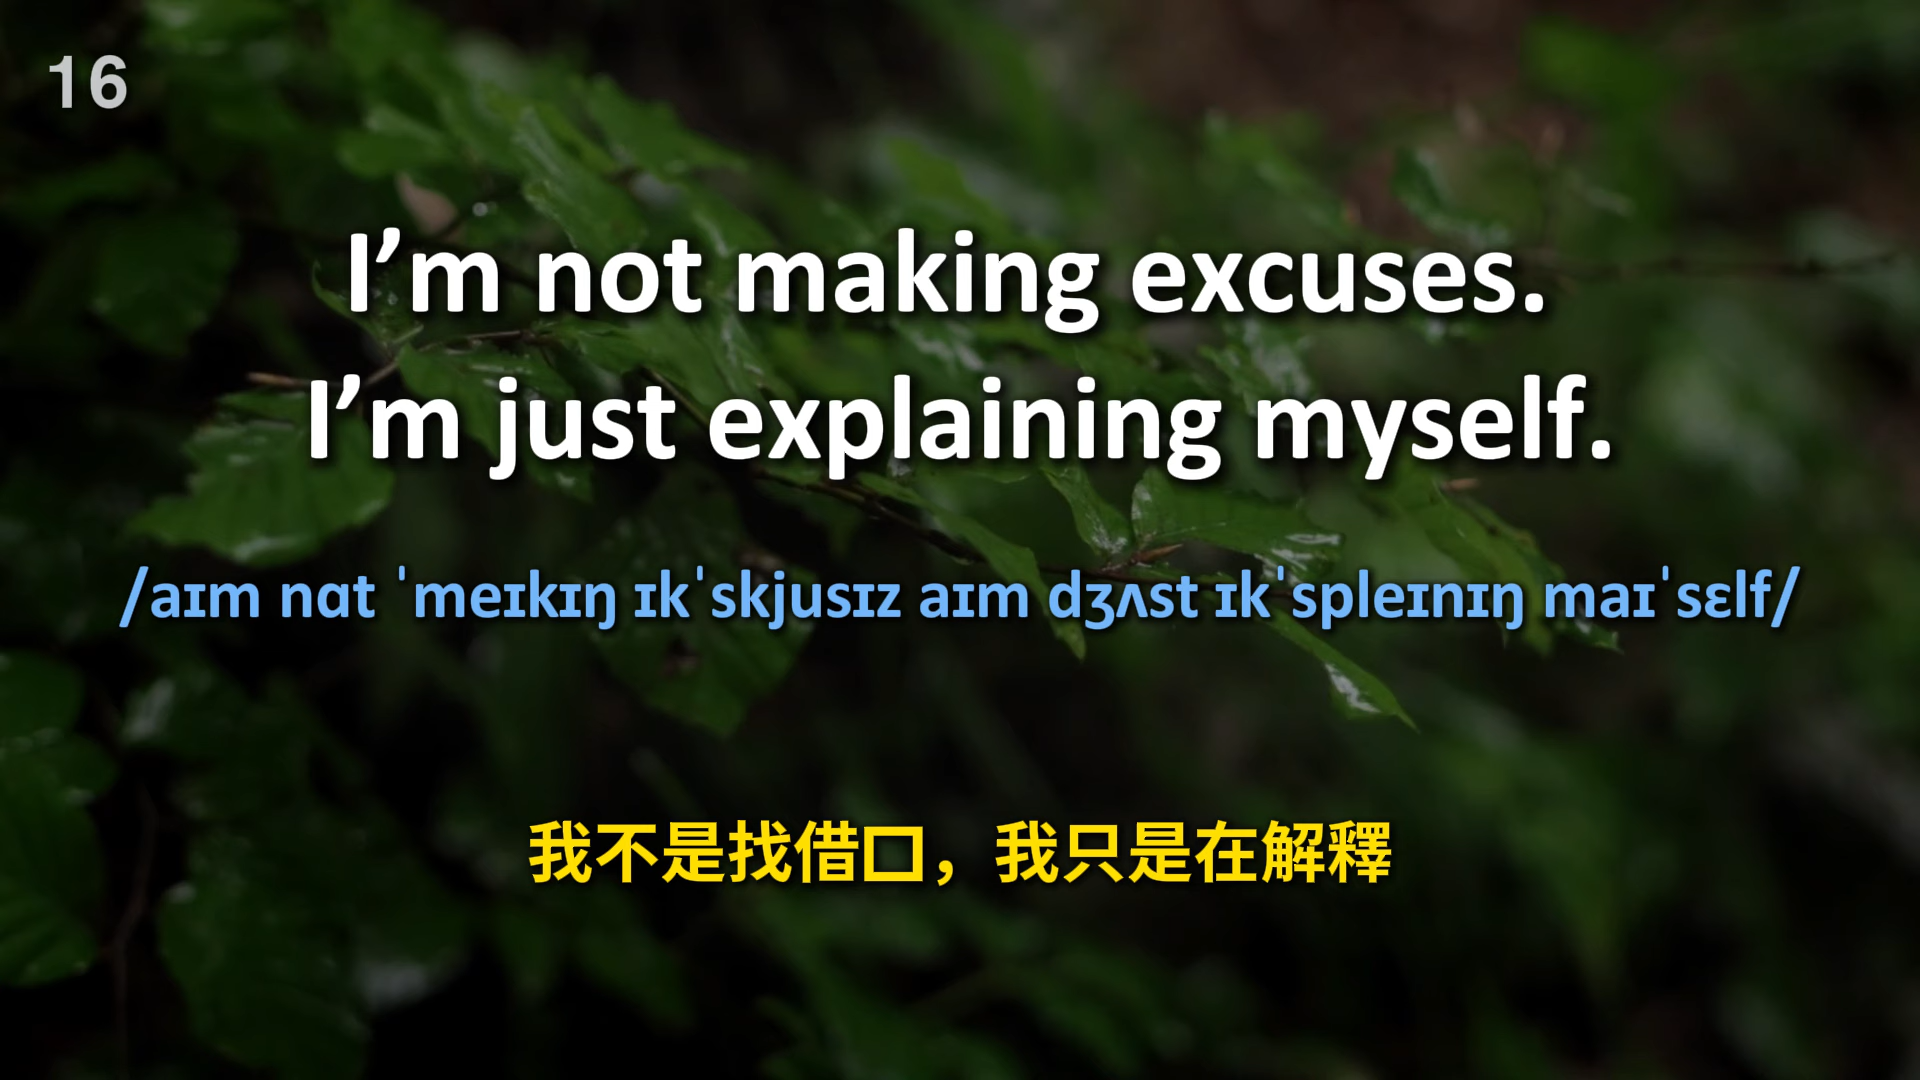 16
I’m not making excuses.
I’m just explaining myself.
/aɪm nɑt ˈmeɪkɪŋ ɪkˈskjusɪz aɪm dʒʌst ɪkˈspleɪnɪŋ maɪˈsɛlf/
我不是找借口，我只是在解釋